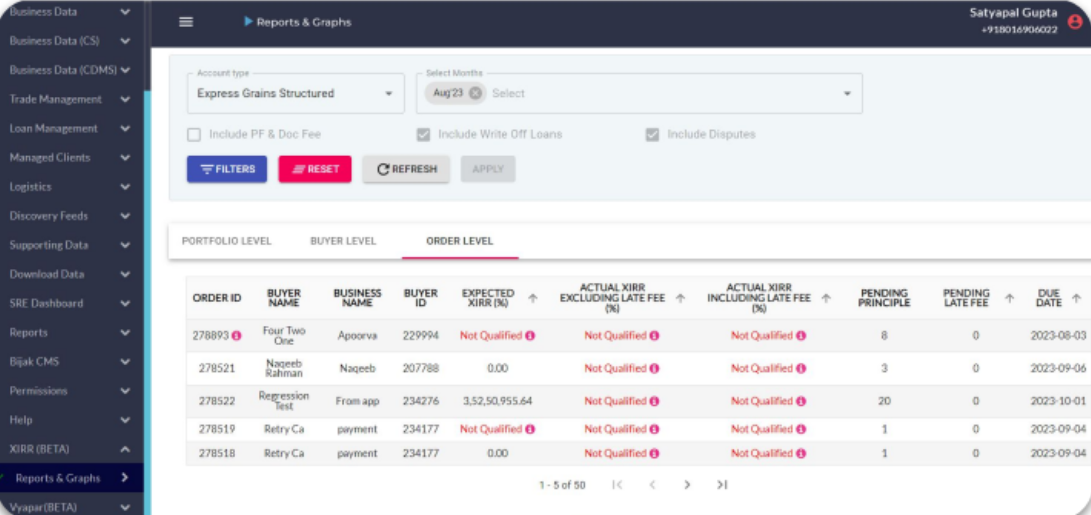 Business Data
Business Data (CS)
Business Data (CDMS)
Trade Management
Loan Management
Managed Clients
Logistics
Discovery Feeds
Supporting Data
Download Data
SRE Dashboard
Reports
Bijak CMS
Permissions
Help
XIRR (BETA)
Reports & Graphs
Vyapar(BETA)
Reports & Graphs
Satyapal Gupta
+918016906022
Account type
Express Grains Structured
Select Months
Aug'23 Select
Include PF & Doc Fee Include Write Off Loans Include Disputes
FILTERS RESET REFRESH APPLY
PORTFOLIO LEVEL BUYER LEVEL ORDER LEVEL
ORDER ID BUYER NAME BUSINESS NAME BUYER ID EXPECTED XIRR (%) ACTUAL XIRR EXCLUDING LATE FEE (%) ACTUAL XIRR INCLUDING LATE FEE (%) PENDING PRINCIPLE PENDING LATE FEE DUE DATE
278893 Four Two One Apoorva 229994 Not Qualified Not Qualified Not Qualified 8 0 2023-08-03
278521 Naqeeb Rahman Naqeeb 207788 0.00 Not Qualified Not Qualified 3 0 2023-09-06
278522 Regression Test From app 234276 3,52,50,955.64 Not Qualified Not Qualified 20 0 2023-10-01
278519 Retry Ca payment 234177 Not Qualified Not Qualified Not Qualified 1 0 2023-09-04
278518 Retry Ca payment 234177 0.00 Not Qualified Not Qualified 1 0 2023-09-04
1 - 5 of 50